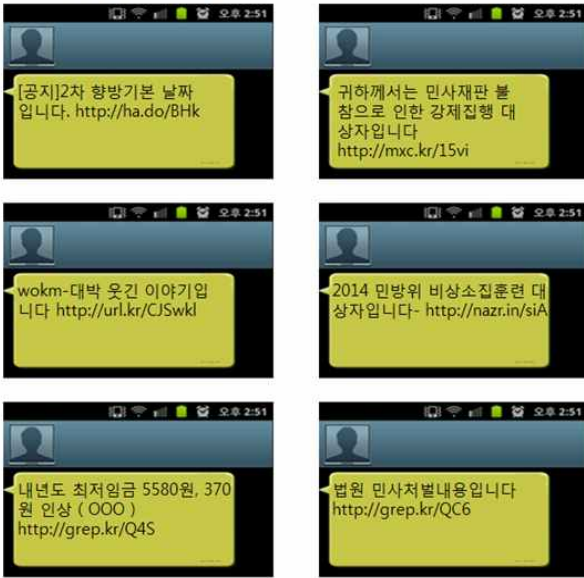 오후 2:51
[공지]2차 향방기본 날짜
입니다. http://ha.do/BHk
오후 2:51
귀하께서는 민사재판 불
참으로 인한 강제집행 대
상자입니다
http://mxc.kr/15vi
오후 2:51
wokm-대박 웃긴 이야기입
니다 http://url.kr/CJSwkl
오후 2:51
2014 민방위 비상소집훈련 대
상자입니다- http://nazr.in/siA
오후 2:51
내년도 최저임금 5580원, 370
원 인상 ( OOO )
http://grep.kr/Q4S
오후 2:51
법원 민사처벌내용입니다
http://grep.kr/QC6